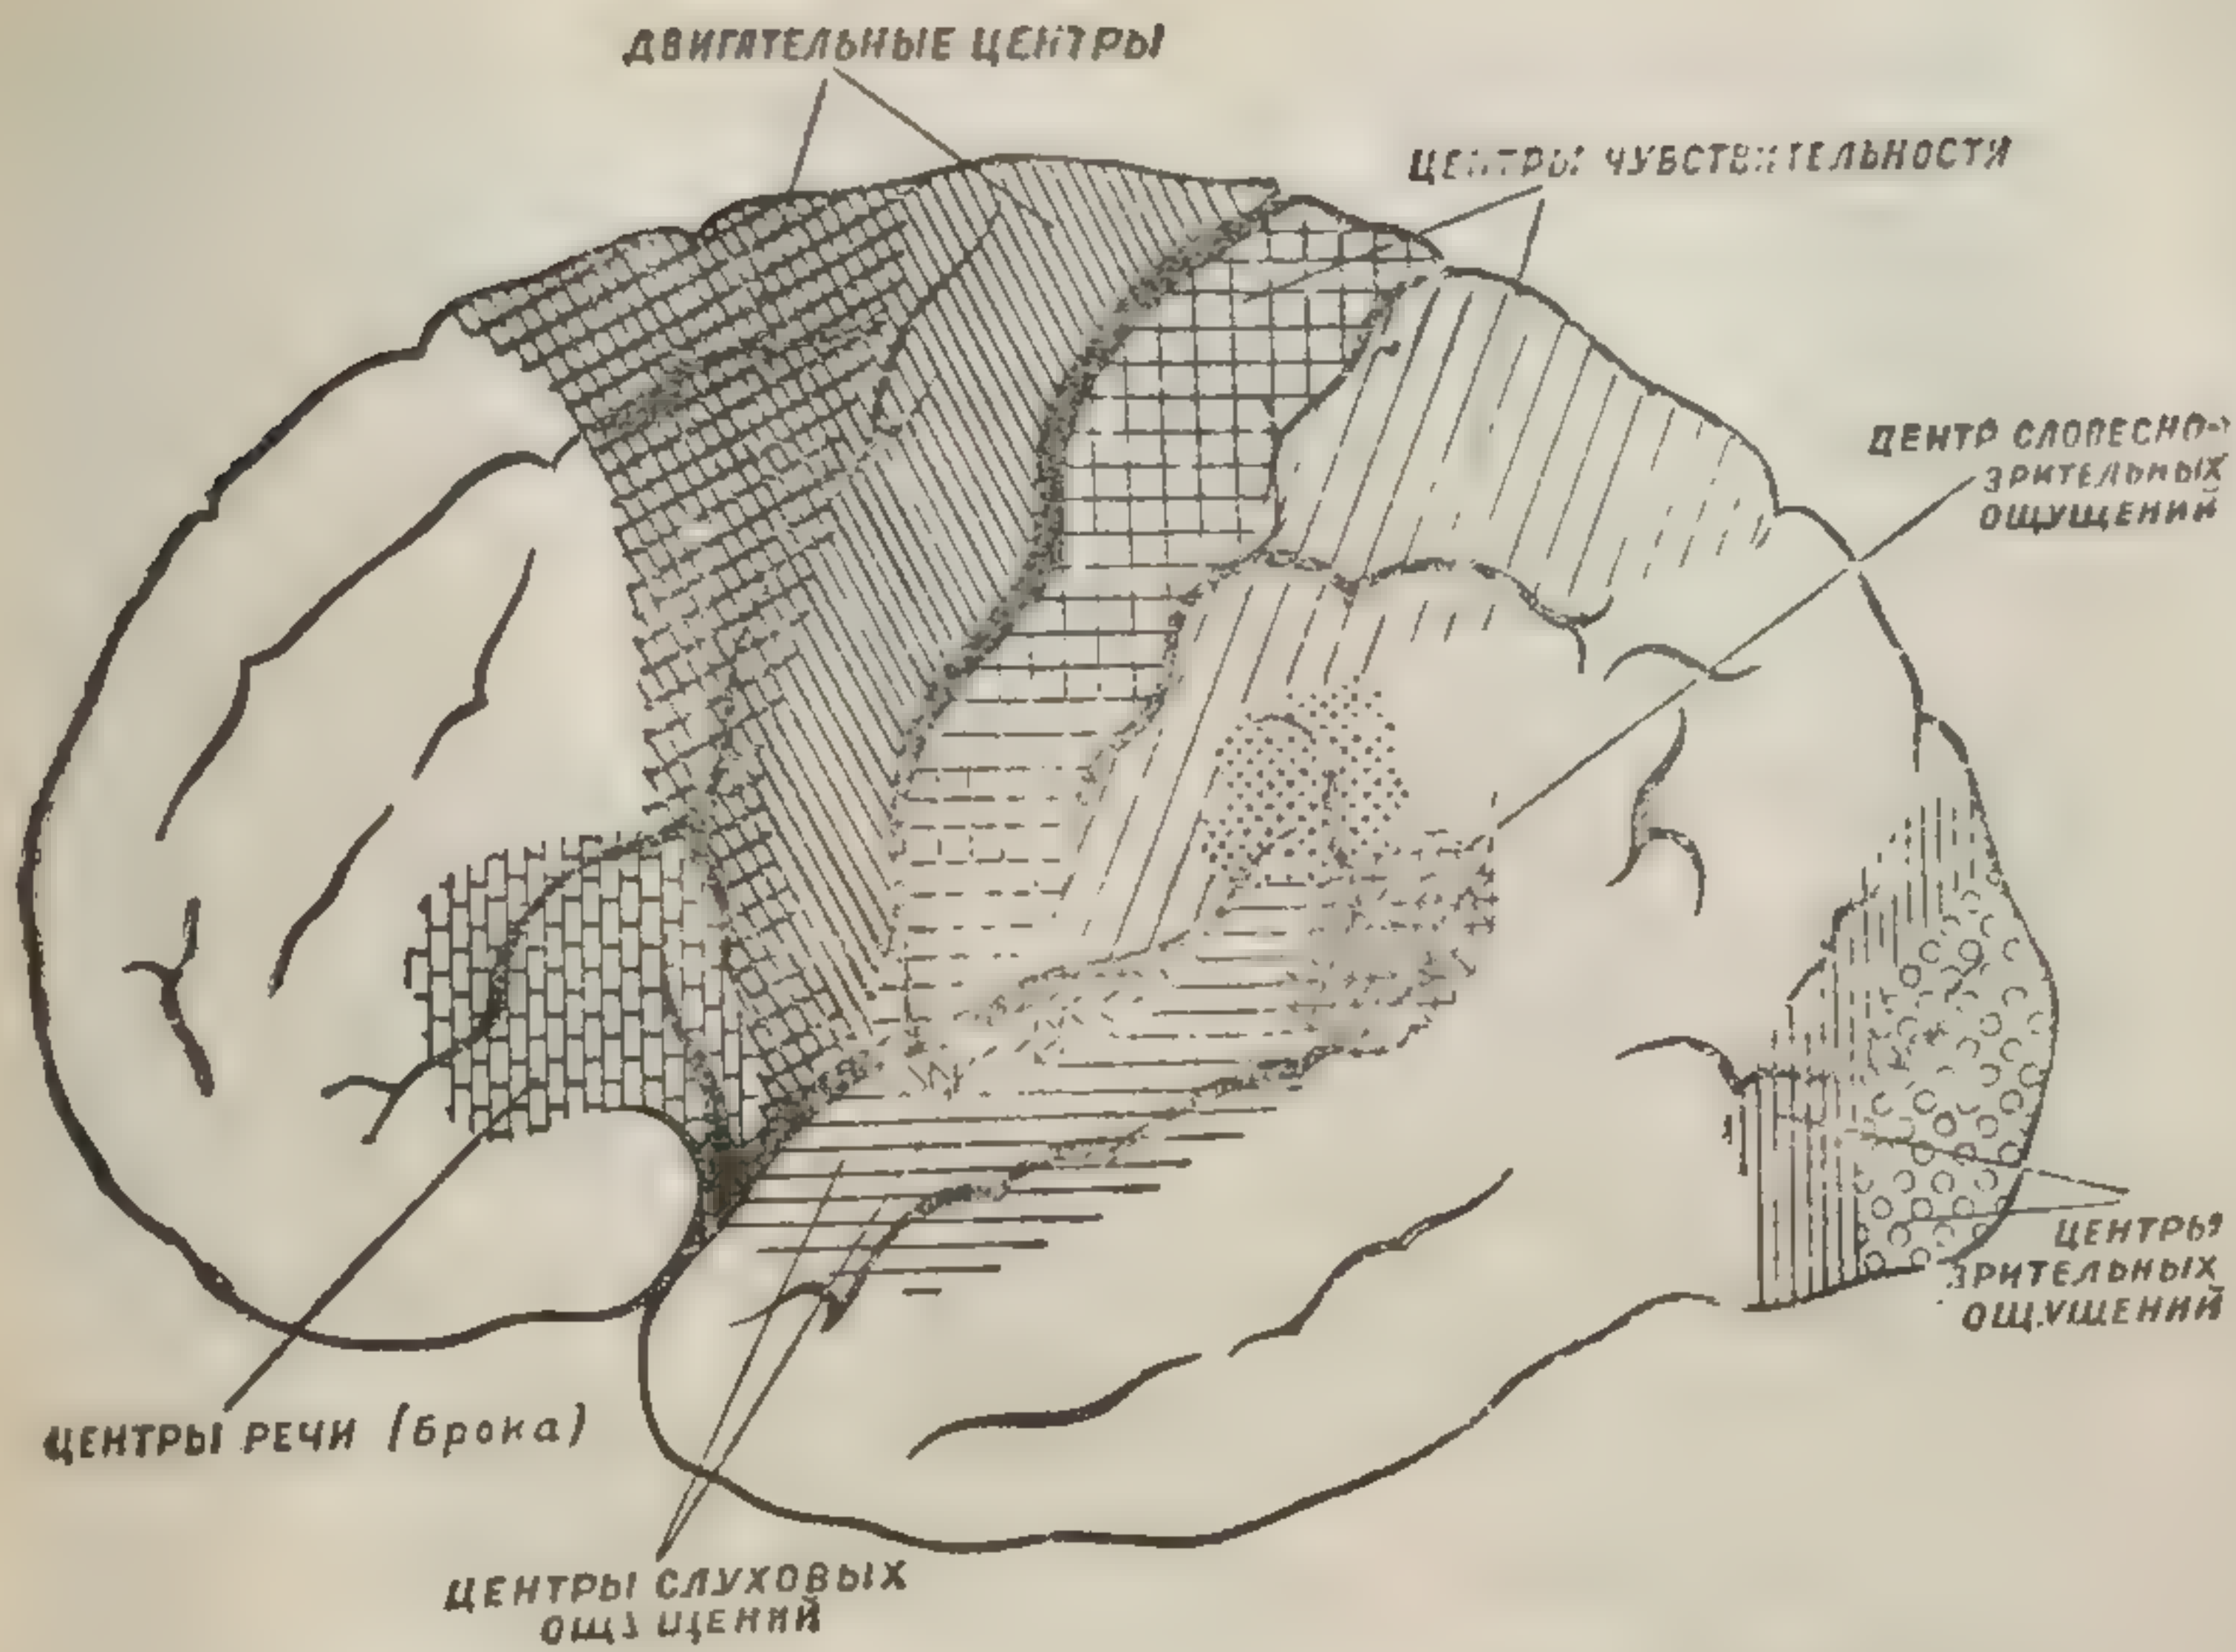 ДВИГАТЕЛЬНЫЕ ЦЕНТРЫ
ЦЕНТРЫ ЧУВСТВИТЕЛЬНОСТИ
ЦЕНТР СЛОВЕСНО-
ЗРИТЕЛЬНЫХ
ОЩУЩЕНИЙ
ЦЕНТРЫ
ЗРИТЕЛЬНЫХ
ОЩУЩЕНИЙ
ЦЕНТРЫ РЕЧИ (Брока)
ЦЕНТРЫ СЛУХОВЫХ
ОЩУЩЕНИЙ